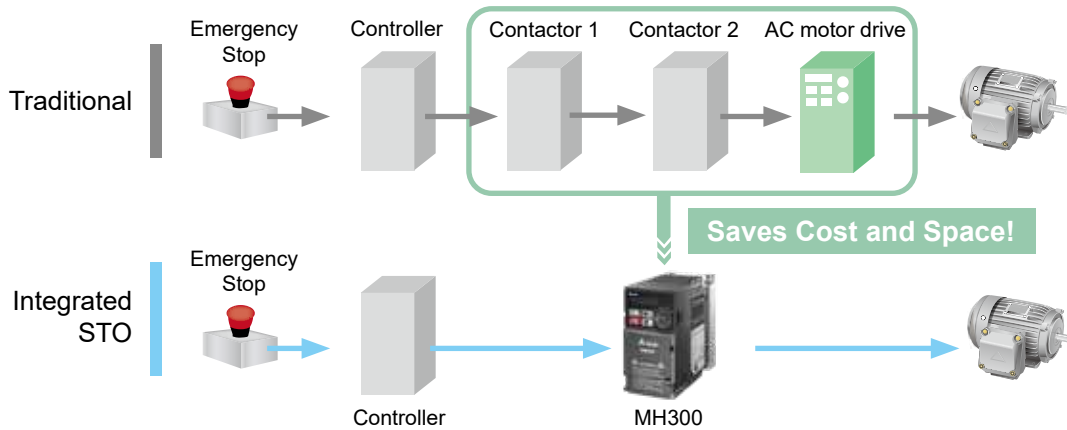 Emergency
Stop
Controller
Contactor 1
Contactor 2
AC motor drive
Traditional
Saves Cost and Space!
Emergency
Stop
Integrated
STO
Controller
MH300